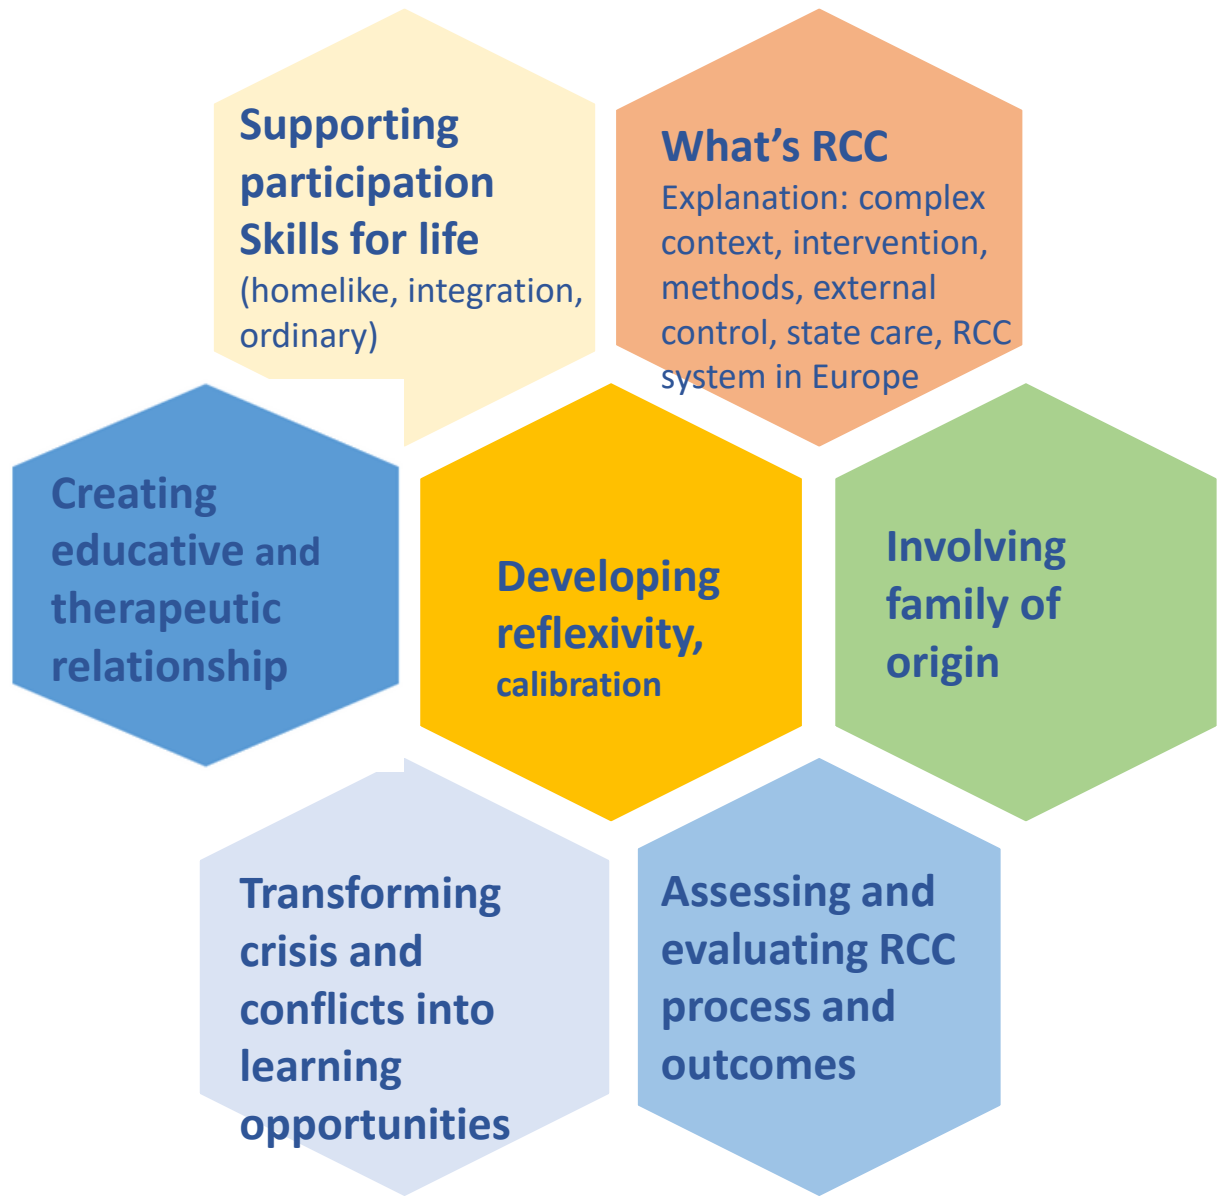 Supporting
participation
Skills for life
(homelike, integration,
ordinary)
What's RCC
Explanation: complex
context, intervention,
methods, external
control, state care, RCC
system in Europe
Creating
educative and
therapeutic
relationship
Developing
reflexivity,
calibration
Involving
family of
origin
Transforming
crisis and
conflicts into
learning
opportunities
Assessing and
evaluating RCC
process and
outcomes